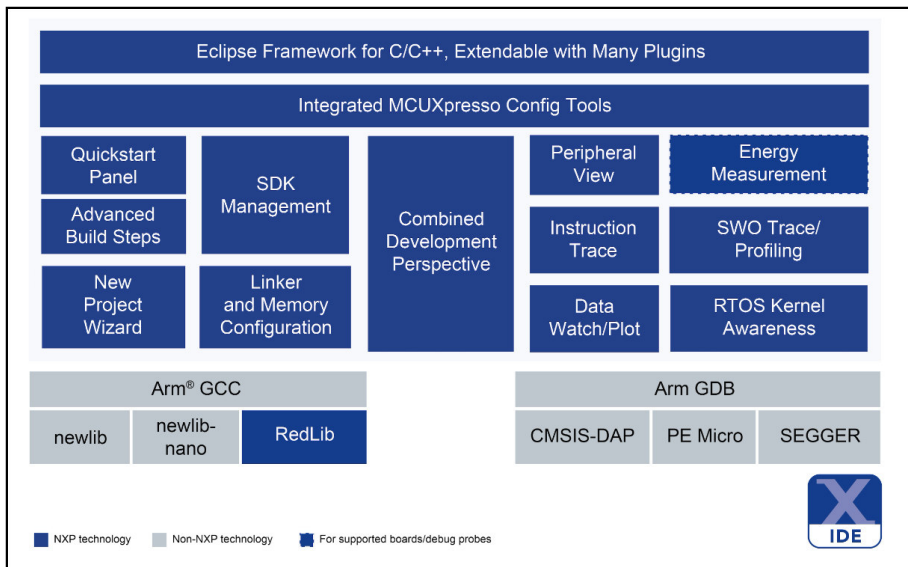 Eclipse Framework for C/C++, Extendable with Many Plugins
Integrated MCUXpresso Config Tools
Quickstart
Panel
SDK
Management
Advanced
Build Steps
New
Project
Wizard
Linker
and Memory
Configuration
Combined
Development
Perspective
Peripheral
View
Energy
Measurement
Instruction
Trace
SWO Trace/
Profiling
Data
Watch/Plot
RTOS Kernel
Awareness
Arm® GCC
newlib
newlib-
nano
RedLib
Arm GDB
CMSIS-DAP
PE Micro
SEGGER
NXP technology
Non-NXP technology
For supported boards/debug probes
X
IDE